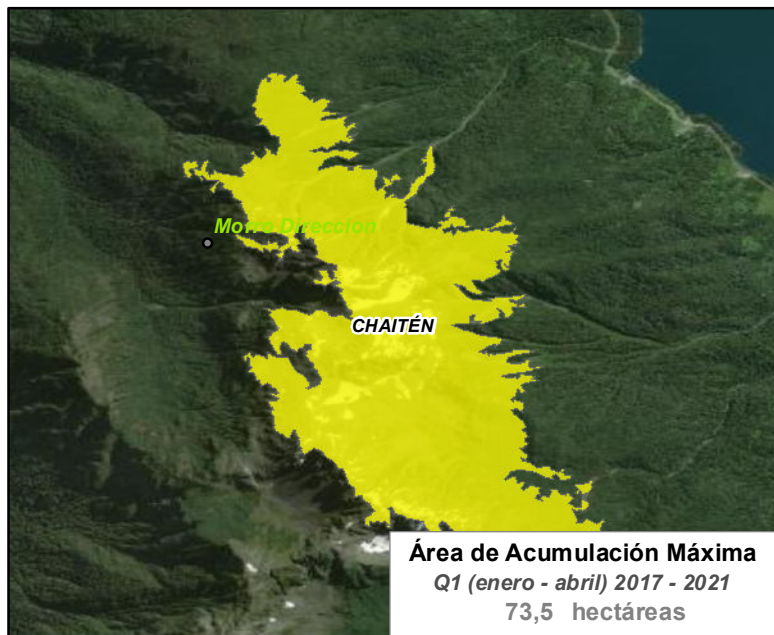 Morro Direccion
CHAITÉN
Área de Acumulación Máxima
Q1 (enero - abril) 2017 - 2021
73,5 hectáreas